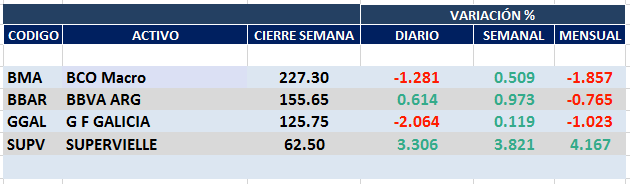 VARIACIÓN %
CODIGO ACTIVO CIERRE SEMANA DIARIO SEMANAL MENSUAL
BMA BCO Macro 227.30 -1.281 0.509 -1.857
BBAR BBVA ARG 155.65 0.614 0.973 -0.765
GGAL G F GALICIA 125.75 -2.064 0.119 -1.023
SUPV SUPERVIELLE 62.50 3.306 3.821 4.167